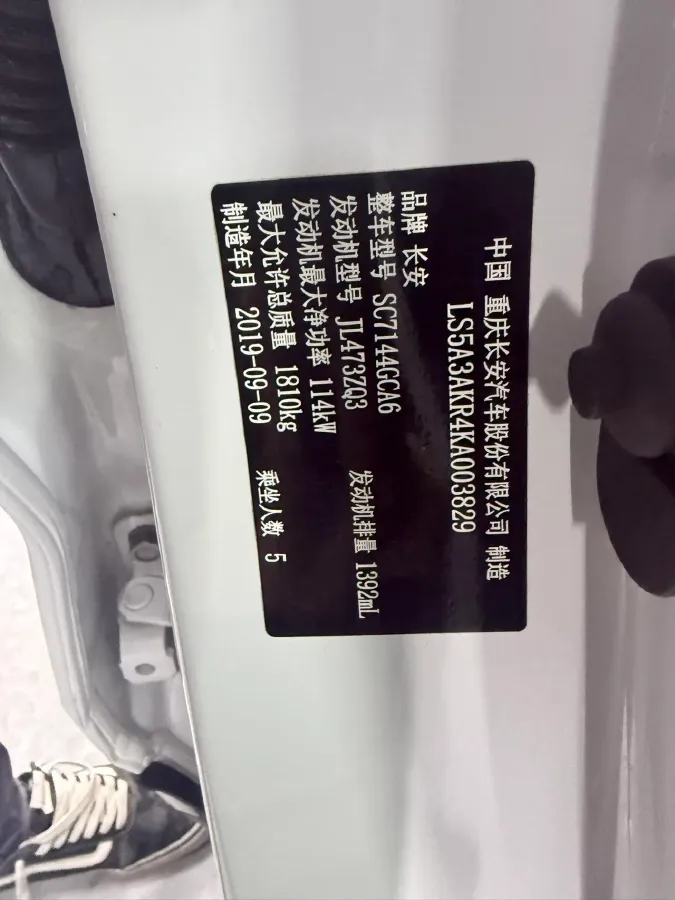 中国 重庆长安汽车股份有限公司 制造
LS5A3AKR4KA003829
品牌 长安
整车型号 SC7144GCA6
发动机型号 JL473ZQ3 发动机排量 1392mL
发动机最大净功率 114kW
最大允许总质量 1810kg 乘坐人数 5
制造年月 2019-09-09